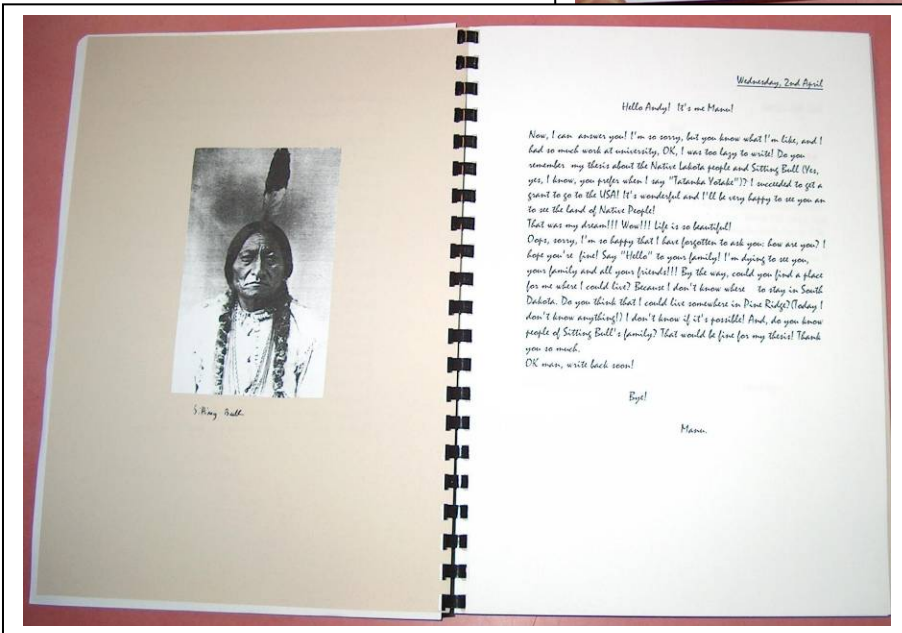 Sitting Bull
Wednesday, 2nd April
Hello Andy! It's me Manu!
Now, I can answer you! I'm so sorry, but you know what I'm like, and I
had so much work at university, OK, I was too lazy to write! Do you
remember my thesis about the Native Lakota people and Sitting Bull (Yes,
yes, I know, you prefer when I say "Tatanka Yotake")? I succeeded to get a
grant to go to the USA! It's wonderful and I'll be very happy to see you an
to see the land of Native People!
That was my dream!!! Wow!!! Life is so beautiful!
Oops, sorry, I'm so happy that I have forgotten to ask you: how are you? I
hope you're fine! Say "Hello" to your family! I'm dying to see you,
your family and all your friends!!! By the way, could you find a place
for me where I could live? Because I don't know where to stay in South
Dakota. Do you think that I could live somewhere in Pine Ridge?(Today I
don't know anything!) I don't know if it's possible! And, do you know
people of Sitting Bull's family? That would be fine for my thesis! Thank
you so much.
OK man, write back soon!
Bye!
Manu.